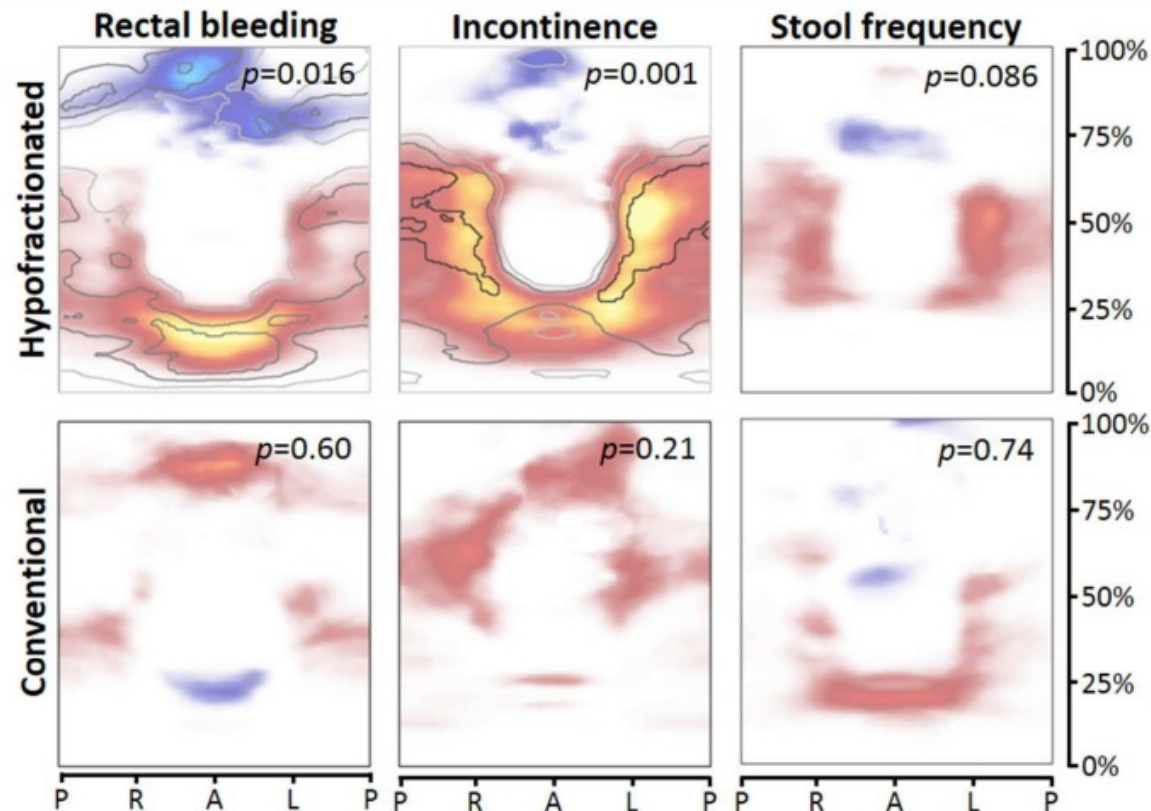 Rectal bleeding Incontinence Stool frequency
Hypofractionated
p=0.016 p=0.001 p=0.086
100%
75%
50%
25%
0%
Conventional
p=0.60 p=0.21 p=0.74
100%
75%
50%
25%
0%
P R A L P P R A L P P R A L P